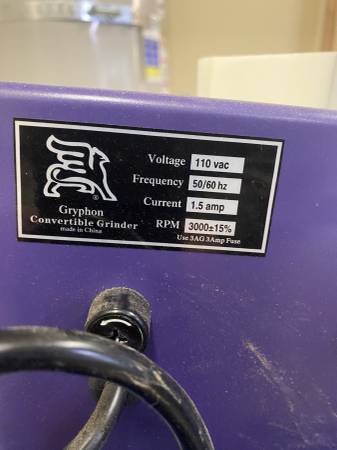 Voltage 110 vac
Frequency 50/60 hz
Current 1.5 amp
RPM 3000±15%
Use 3AG 3Amp Fuse
®
Gryphon
Convertible Grinder
made in China